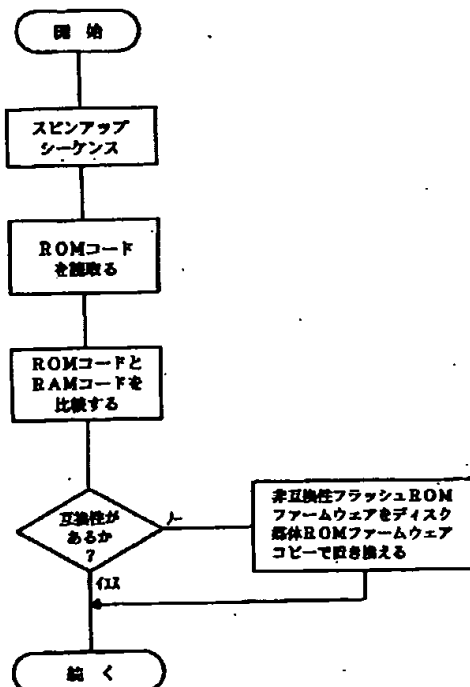 開 始
スピンアップ
シーケンス
ROMコード
を読取る
ROMコードと
RAMコードを
比較する
互換性が
あるか
?
ノー
非互換性フラッシュROM
ファームウェアをディスク
媒体ROMファームウェア
コピーで置き換える
イエス
続 く